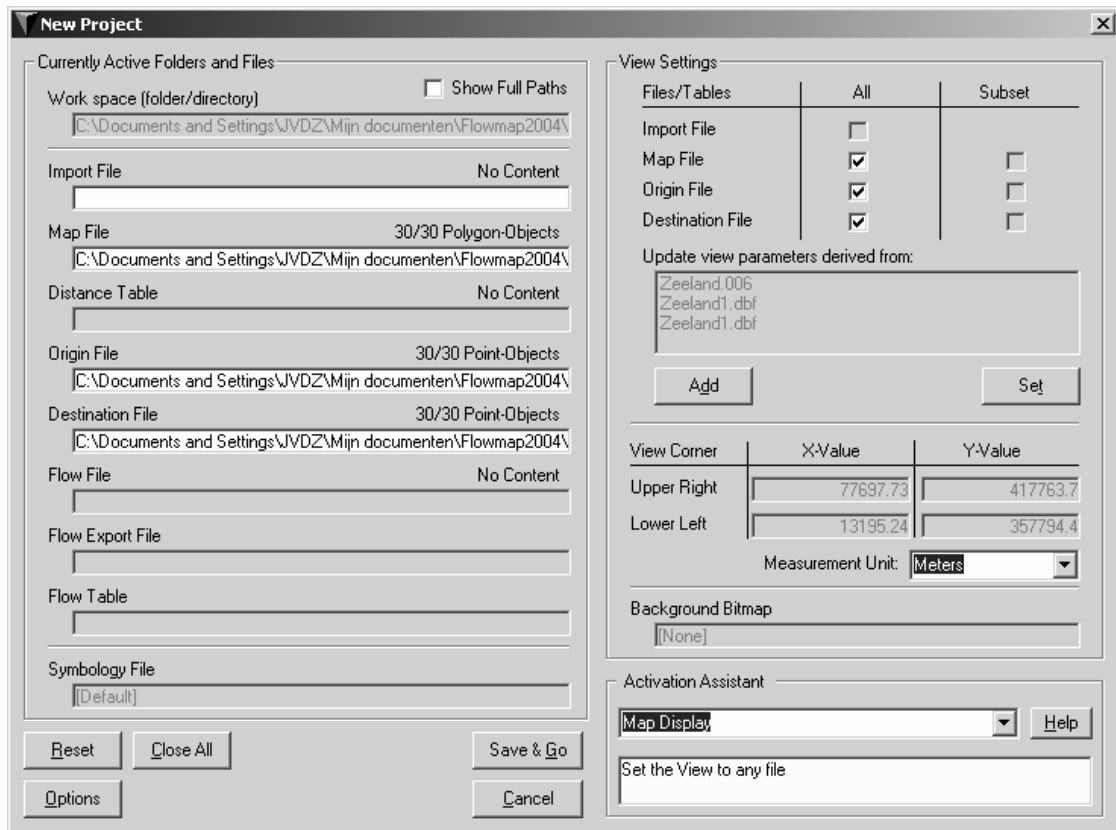 New Project
Currently Active Folders and Files
Show Full Paths
Work space (folder/directory)
C:\Documents and Settings\JVDZ\Mijn documenten\Flowmap2004\
Import File No Content
Map File 30/30 Polygon-Objects
C:\Documents and Settings\JVDZ\Mijn documenten\Flowmap2004\
Distance Table No Content
Origin File 30/30 Point-Objects
C:\Documents and Settings\JVDZ\Mijn documenten\Flowmap2004\
Destination File 30/30 Point-Objects
C:\Documents and Settings\JVDZ\Mijn documenten\Flowmap2004\
Flow File No Content
Flow Export File
Flow Table
Symbology File
[Default]
Reset Close All Save & Go
Options Cancel
View Settings
Files/Tables All Subset
Import File
Map File
Origin File
Destination File
Update view parameters derived from:
Zeeland.006
Zeeland1.dbf
Zeeland1.dbf
Add Set
View Corner X-Value Y-Value
Upper Right 77697.73 417763.7
Lower Left 13195.24 357794.4
Measurement Unit: Meters
Background Bitmap
[None]
Activation Assistant
Map Display Help
Set the View to any file